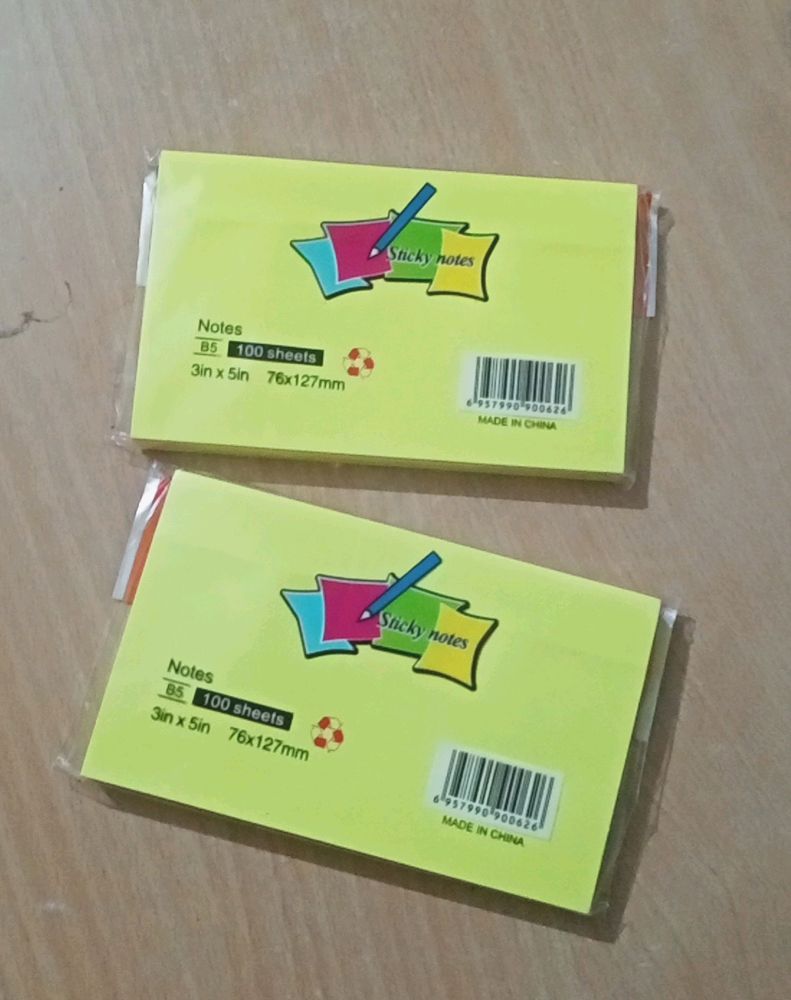 Sticky notes
Notes
B5 100 sheets
3in x 5in 76x127mm
6 957990 900626
MADE IN CHINA
Sticky notes
Notes
B5 100 sheets
3in x 5in 76x127mm
6 957990 900626
MADE IN CHINA